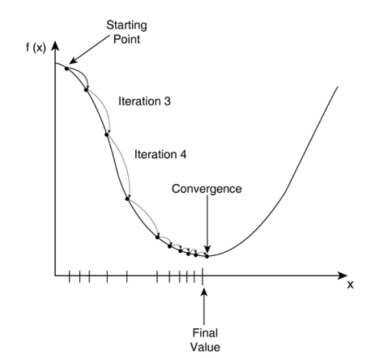 Starting
Point
f (x)
Iteration 3
Iteration 4
Convergence
x
Final
Value